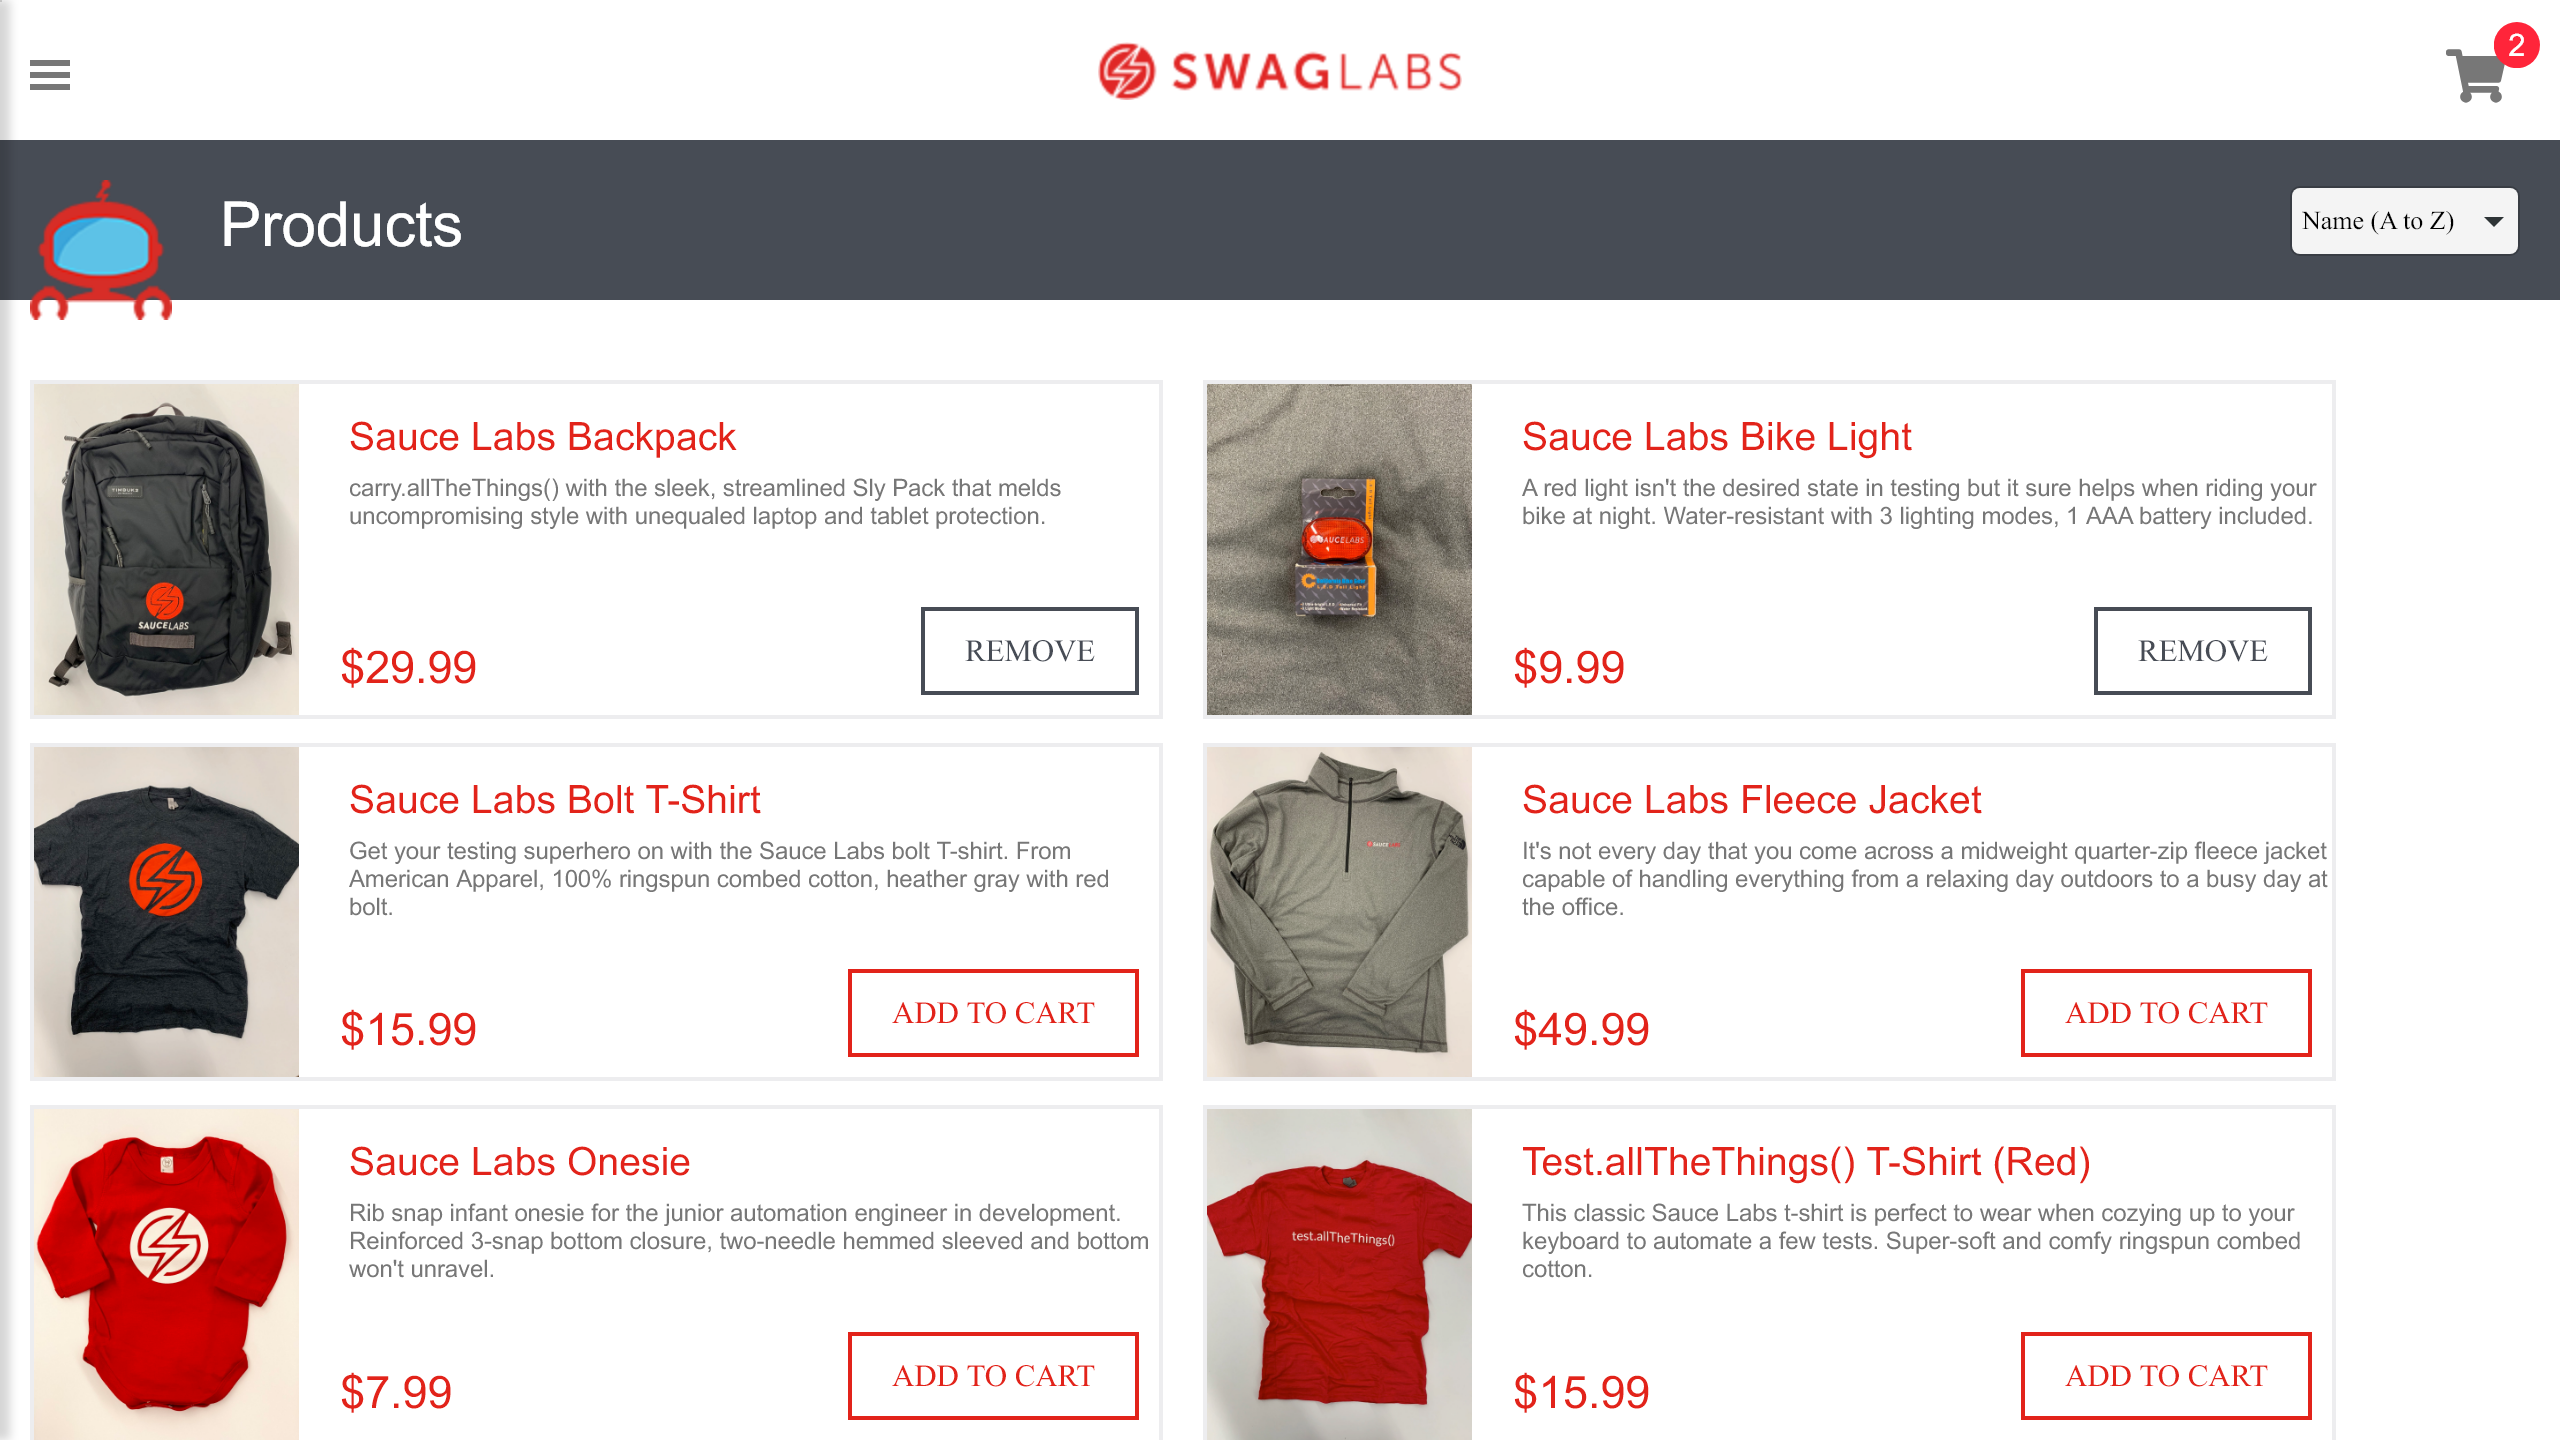 SWAGLABS
2
Products
Name (A to Z)
Sauce Labs Backpack
carry.allTheThings() with the sleek, streamlined Sly Pack that melds
uncompromising style with unequaled laptop and tablet protection.
$29.99
REMOVE
SAUCELABS
Sauce Labs Bike Light
A red light isn't the desired state in testing but it sure helps when riding your
bike at night. Water-resistant with 3 lighting modes, 1 AAA battery included.
$9.99
REMOVE
SAUCELABS
Sauce Labs Bolt T-Shirt
Get your testing superhero on with the Sauce Labs bolt T-shirt. From
American Apparel, 100% ringspun combed cotton, heather gray with red
bolt.
$15.99
ADD TO CART
Sauce Labs Fleece Jacket
It's not every day that you come across a midweight quarter-zip fleece jacket
capable of handling everything from a relaxing day outdoors to a busy day at
the office.
$49.99
ADD TO CART
Sauce Labs Onesie
Rib snap infant onesie for the junior automation engineer in development.
Reinforced 3-snap bottom closure, two-needle hemmed sleeved and bottom
won't unravel.
$7.99
ADD TO CART
Test.allTheThings() T-Shirt (Red)
This classic Sauce Labs t-shirt is perfect to wear when cozying up to your
keyboard to automate a few tests. Super-soft and comfy ringspun combed
cotton.
$15.99
ADD TO CART
test.allTheThings()